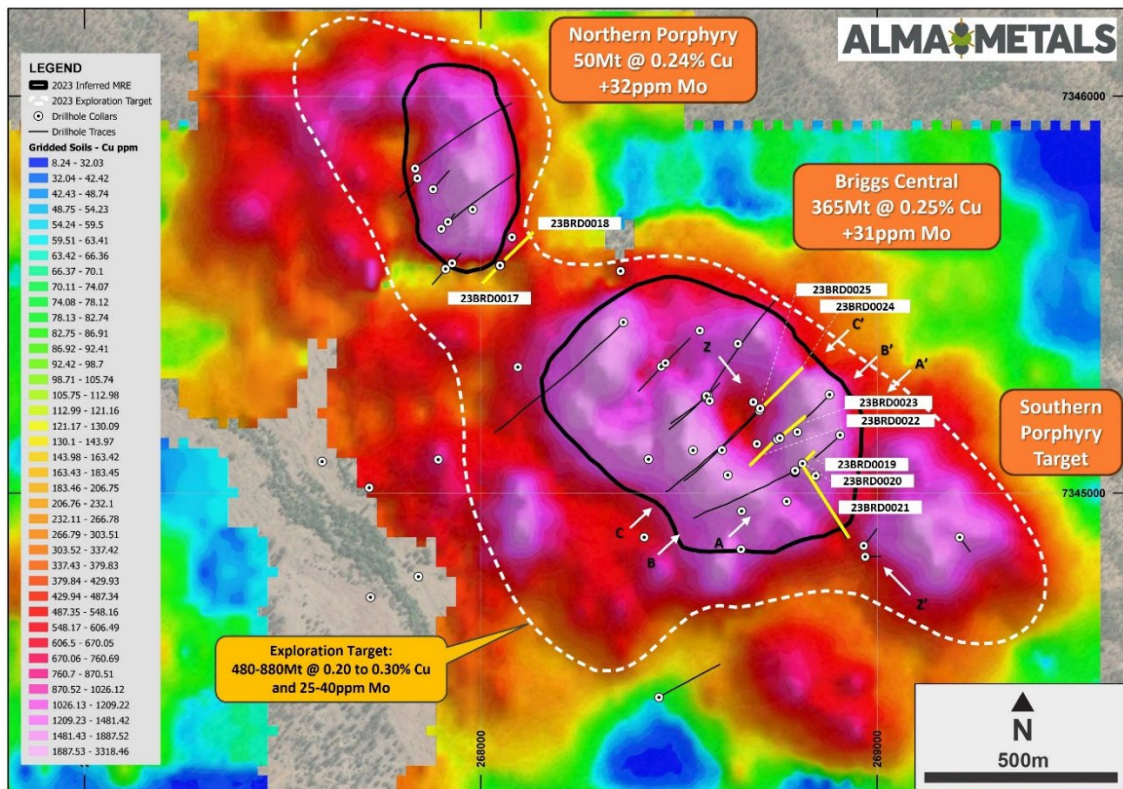 ALMA METALS
Northern Porphyry
50Mt @ 0.24% Cu
+32ppm Mo
7346000
LEGEND
2023 Inferred MRE
2023 Exploration Target
Drillhole Collars
Drillhole Traces
Gridded Soils - Cu ppm
8.24 - 32.03
32.04 - 42.42
42.43 - 48.74
48.75 - 54.23
54.24 - 59.5
59.51 - 63.41
63.42 - 66.36
66.37 - 70.1
70.11 - 74.07
74.08 - 78.12
78.13 - 82.74
82.75 - 86.91
86.92 - 92.41
92.42 - 98.7
98.71 - 105.74
105.75 - 112.98
112.99 - 121.16
121.17 - 130.09
130.1 - 143.97
143.98 - 163.42
163.43 - 183.45
183.46 - 206.75
206.76 - 232.1
232.11 - 266.78
266.79 - 303.51
303.52 - 337.42
337.43 - 379.83
379.84 - 429.93
429.94 - 487.34
487.35 - 548.16
548.17 - 606.49
606.5 - 670.05
670.06 - 760.69
760.7 - 870.51
870.52 - 1026.12
1026.13 - 1209.22
1209.23 - 1481.42
1481.43 - 1887.52
1887.53 - 3318.46
Briggs Central
365Mt @ 0.25% Cu
+31ppm Mo
23BRD0018
23BRD0017
23BRD0025
23BRD0024
C'
B'
A'
Z
23BRD0023
23BRD0022
Southern
Porphyry
Target
23BRD0019
23BRD0020
7345000
23BRD0021
C
B
A
Z'
Exploration Target:
480-880Mt @ 0.20 to 0.30% Cu
and 25-40ppm Mo
268000
269000
N
500m